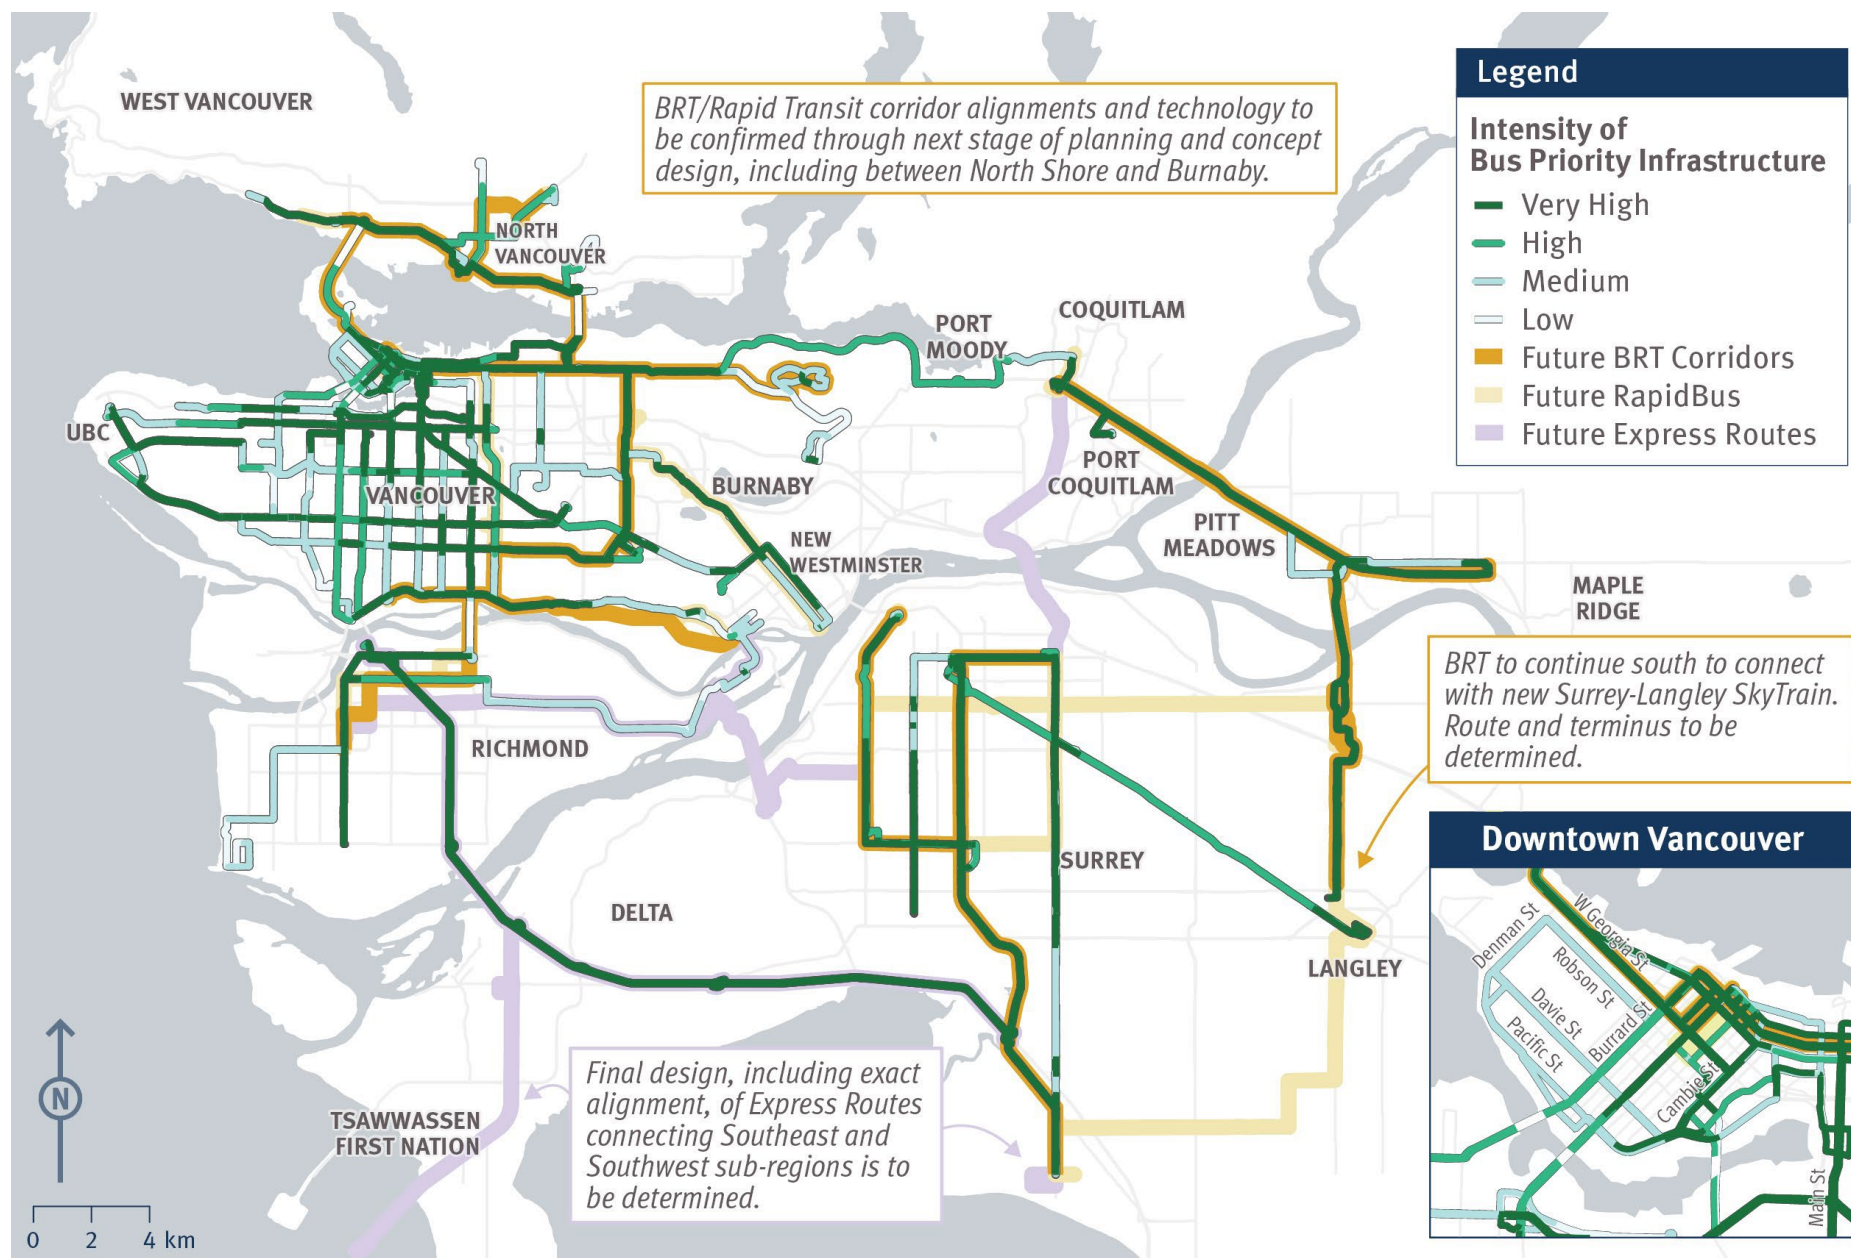 WEST VANCOUVER
BRT/Rapid Transit corridor alignments and technology to
be confirmed through next stage of planning and concept
design, including between North Shore and Burnaby.
Legend
Intensity of
Bus Priority Infrastructure
Very High
High
Medium
Low
Future BRT Corridors
Future RapidBus
Future Express Routes
NORTH
VANCOUVER
PORT
MOODY
COQUITLAM
UBC
VANCOUVER
BURNABY
PORT
COQUITLAM
PITT
MEADOWS
NEW
WESTMINSTER
MAPLE
RIDGE
BRT to continue south to connect
with new Surrey-Langley SkyTrain.
Route and terminus to be
determined.
RICHMOND
SURREY
DELTA
LANGLEY
TSAWWASSEN
FIRST NATION
Final design, including exact
alignment, of Express Routes
connecting Southeast and
Southwest sub-regions is to
be determined.
N
0 2 4 km
Downtown Vancouver
W Georgia St
Denman St
Robson St
Davie St
Burrard St
Pacific St
Cambie St
Main St